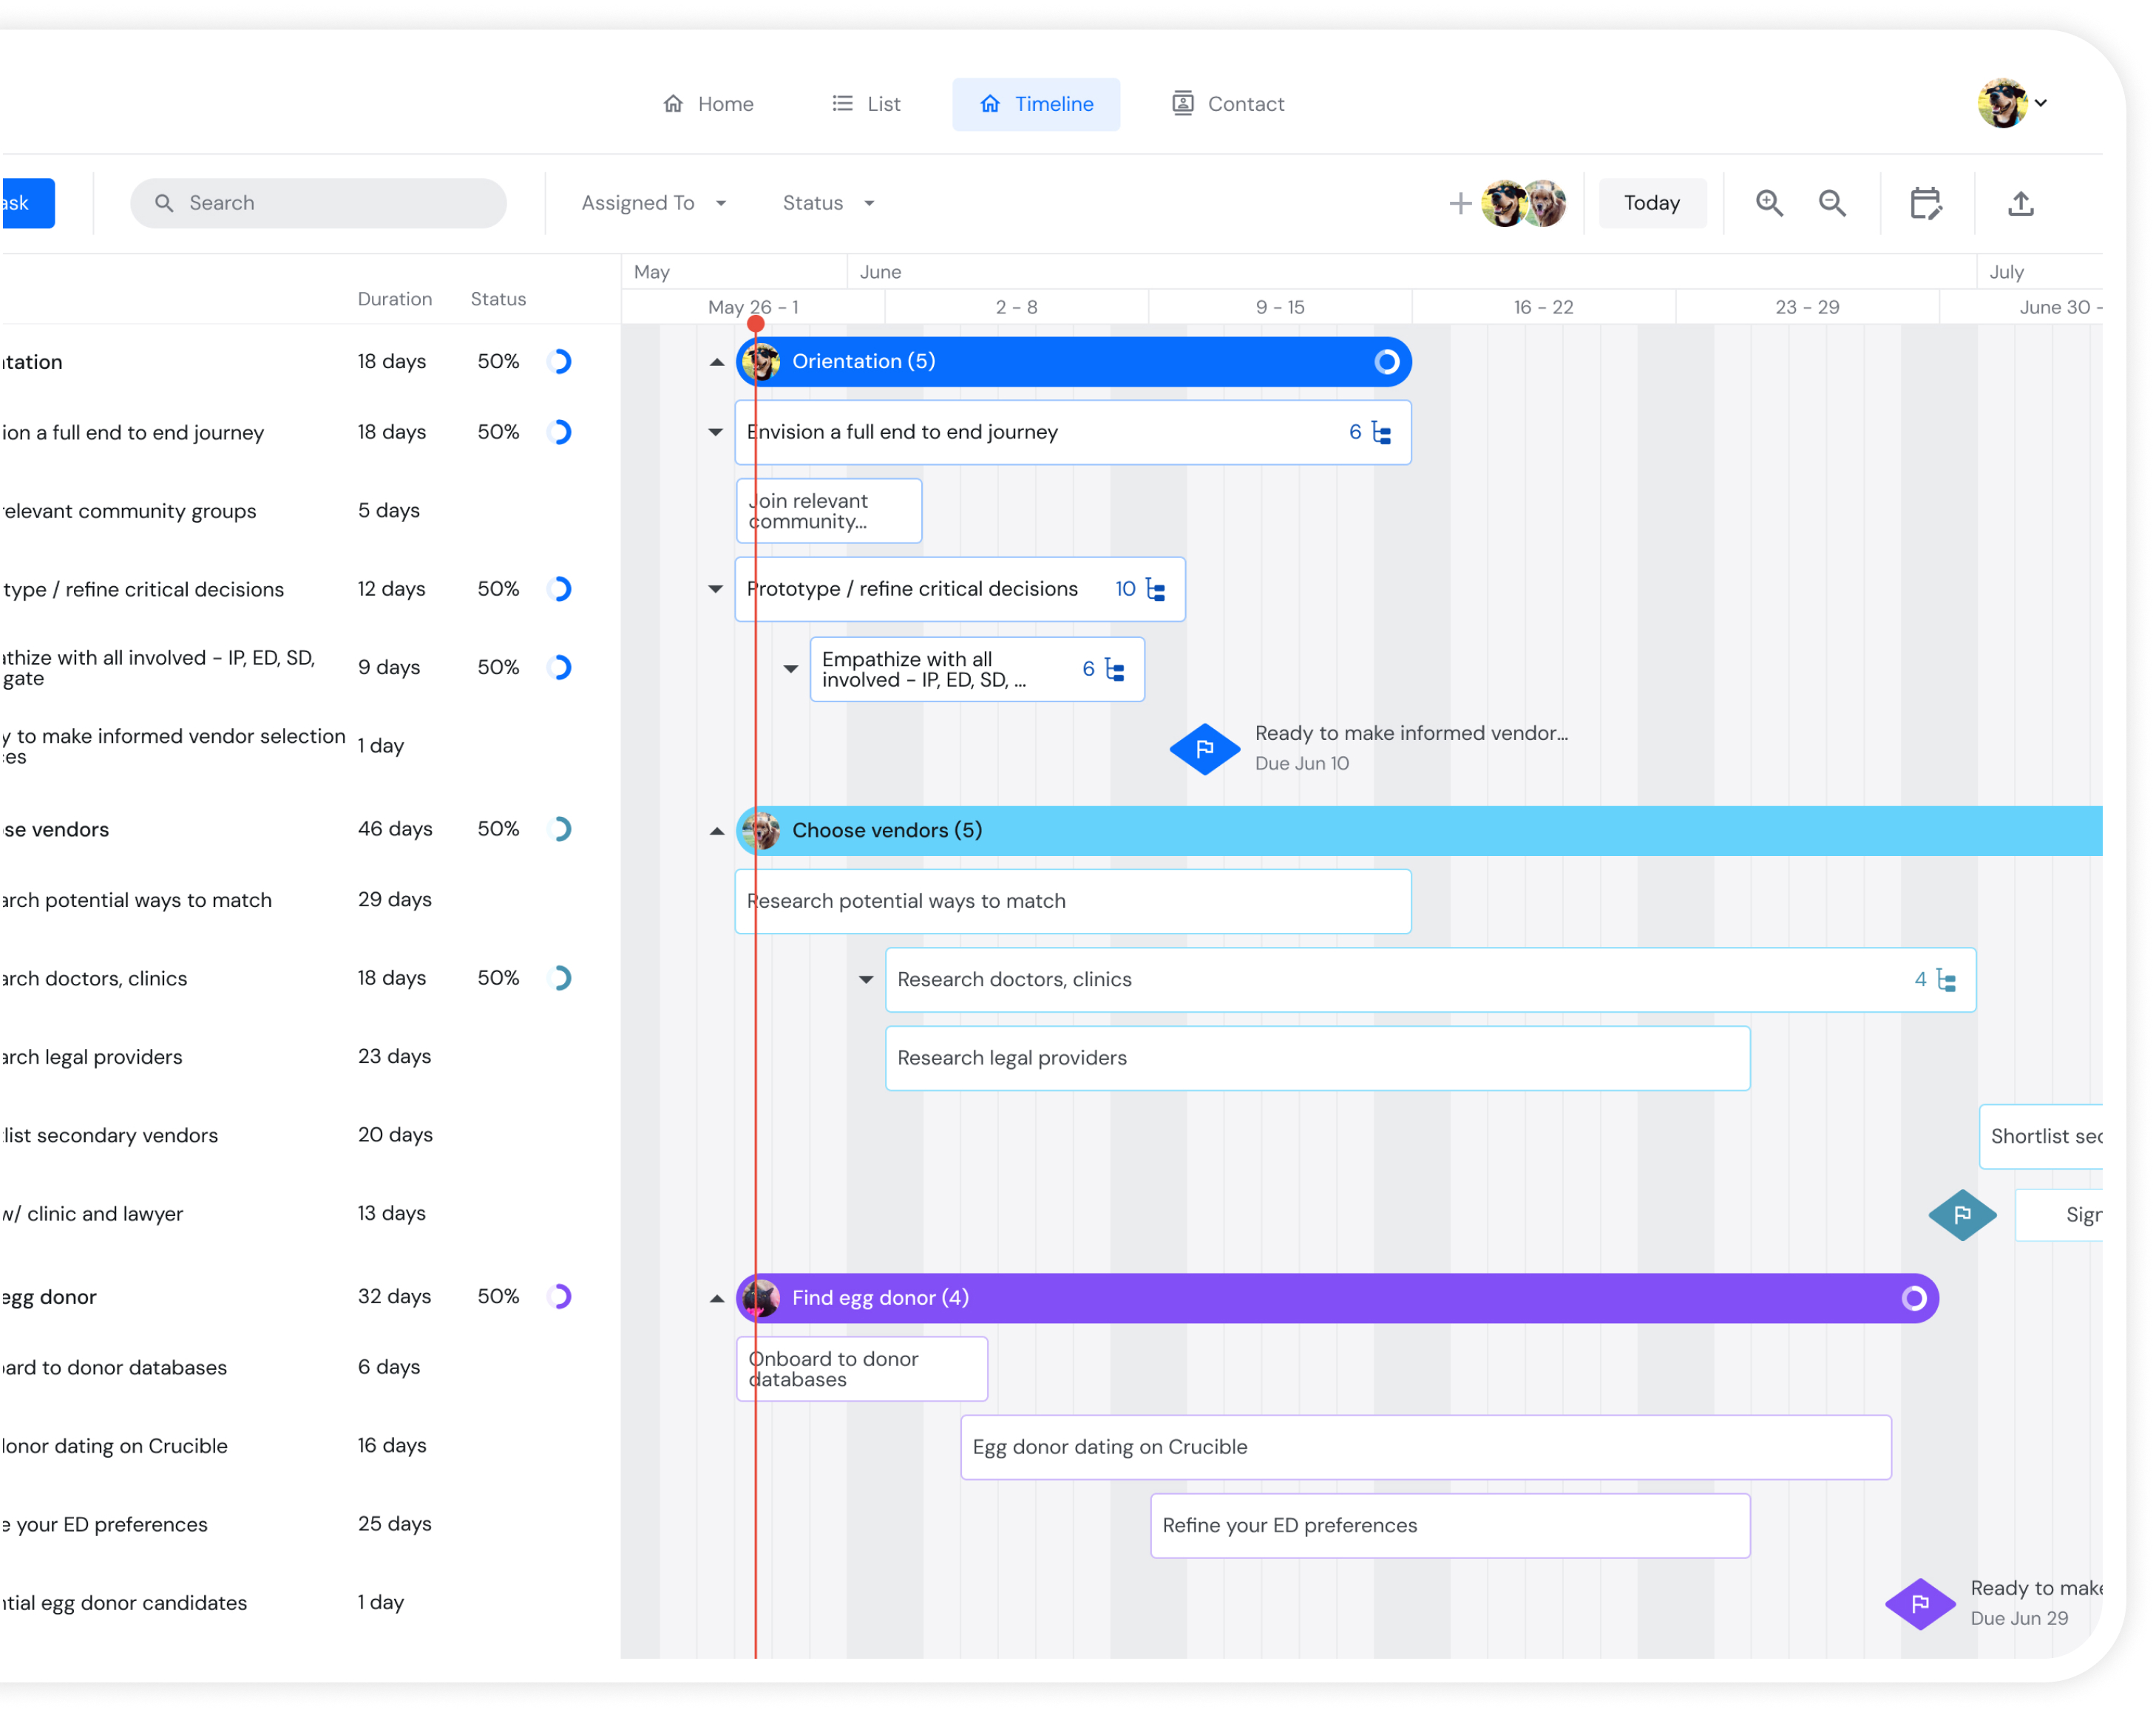 Home
List
Timeline
Contact
ask
Search
Assigned To
Status
Today
May
June
July
Duration
Status
May 26 - 1
2 - 8
9 - 15
16 - 22
23 - 29
June 30 -
tation
18 days
50%
Orientation (5)
ion a full end to end journey
18 days
50%
Envision a full end to end journey
6
elevant community groups
5 days
Join relevant
community...
type / refine critical decisions
12 days
50%
Prototype / refine critical decisions
10
athize with all involved - IP, ED, SD,
gate
9 days
50%
Empathize with all
involved - IP, ED, SD, ...
6
y to make informed vendor selection
ces
1 day
Ready to make informed vendor...
Due Jun 10
se vendors
46 days
50%
Choose vendors (5)
arch potential ways to match
29 days
Research potential ways to match
arch doctors, clinics
18 days
50%
Research doctors, clinics
4
arch legal providers
23 days
Research legal providers
list secondary vendors
20 days
Shortlist sec
w/ clinic and lawyer
13 days
Sign
egg donor
32 days
50%
Find egg donor (4)
oard to donor databases
6 days
Onboard to donor
databases
donor dating on Crucible
16 days
Egg donor dating on Crucible
e your ED preferences
25 days
Refine your ED preferences
ntial egg donor candidates
1 day
Ready to make
Due Jun 29